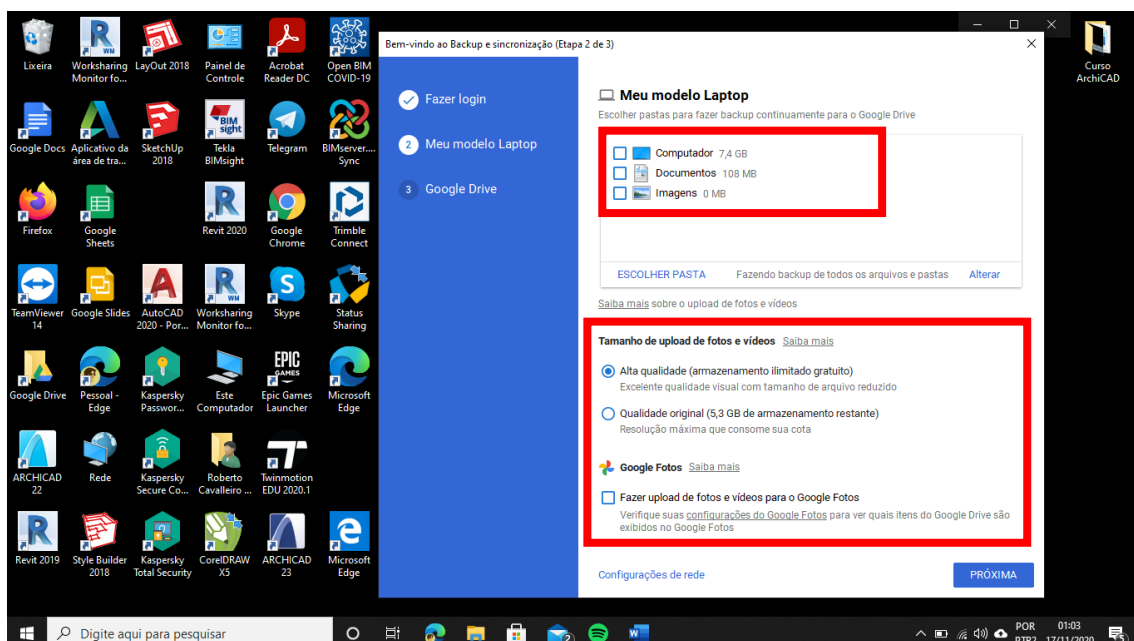 Lixeira
Worksharing
Monitor fo...
LayOut 2018
Painel de
Controle
Acrobat
Reader DC
Open BIM
COVID-19
Google Docs
Aplicativo da
área de tra...
SketchUp
2018
BIM
sight
Tekla
BIMsight
Telegram
BIMserver....
Sync
Firefox
Google
Sheets
Revit 2020
Google
Chrome
Trimble
Connect
TeamViewer
14
Google Slides
AutoCAD
2020 - Por...
WM
Worksharing
Monitor fo...
Skype
Status
Sharing
Google Drive
Pessoal -
Edge
Kaspersky
Passwor...
Este
Computador
EPIC
GAMES
Epic Games
Launcher
Microsoft
Edge
ARCHICAD
22
Rede
Kaspersky
Secure Co...
Roberto
Cavalleiro ...
Twinmotion
EDU 2020.1
Revit 2019
Style Builder
2018
Kaspersky
Total Security
CorelDRAW
X5
ARCHICAD
23
Microsoft
Edge
Curso
ArchiCAD
Bem-vindo ao Backup e sincronização (Etapa 2 de 3)
Fazer login
2 Meu modelo Laptop
3 Google Drive
Meu modelo Laptop
Escolher pastas para fazer backup continuamente para o Google Drive
Computador 7,4 GB
Documentos 108 MB
Imagens 0 MB
ESCOLHER PASTA Fazendo backup de todos os arquivos e pastas Alterar
Saiba mais sobre o upload de fotos e vídeos
Tamanho de upload de fotos e vídeos Saiba mais
Alta qualidade (armazenamento ilimitado gratuito)
Excelente qualidade visual com tamanho de arquivo reduzido
Qualidade original (5,3 GB de armazenamento restante)
Resolução máxima que consome sua cota
Google Fotos Saiba mais
Fazer upload de fotos e vídeos para o Google Fotos
Verifique suas configurações do Google Fotos para ver quais itens do Google Drive são
exibidos no Google Fotos
Configurações de rede PRÓXIMA
Digite aqui para pesquisar
POR 01:03
PTB2 17/11/2020